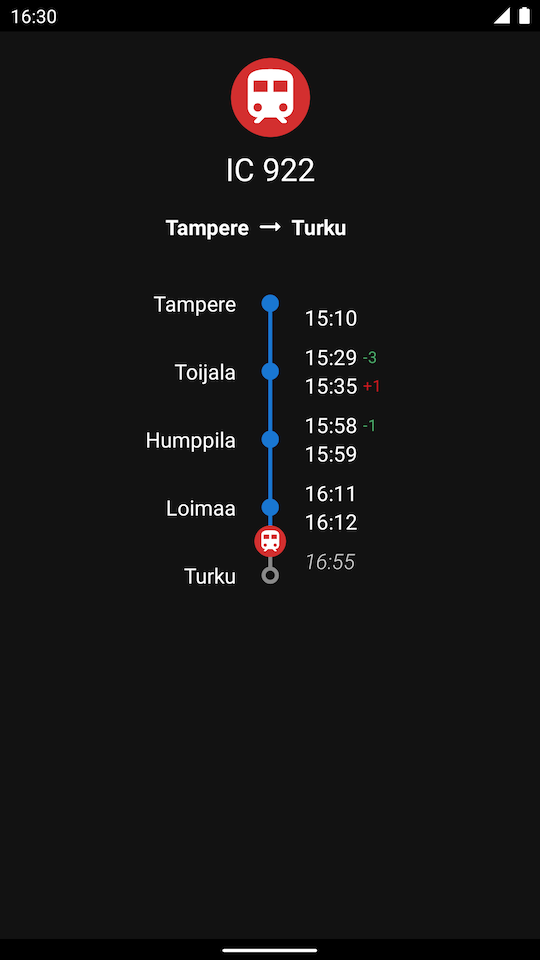 16:30
IC 922
Tampere → Turku
Tampere
15:10
Toijala
15:29 -3
15:35 +1
Humppila
15:58 -1
15:59
Loimaa
16:11
16:12
Turku
16:55